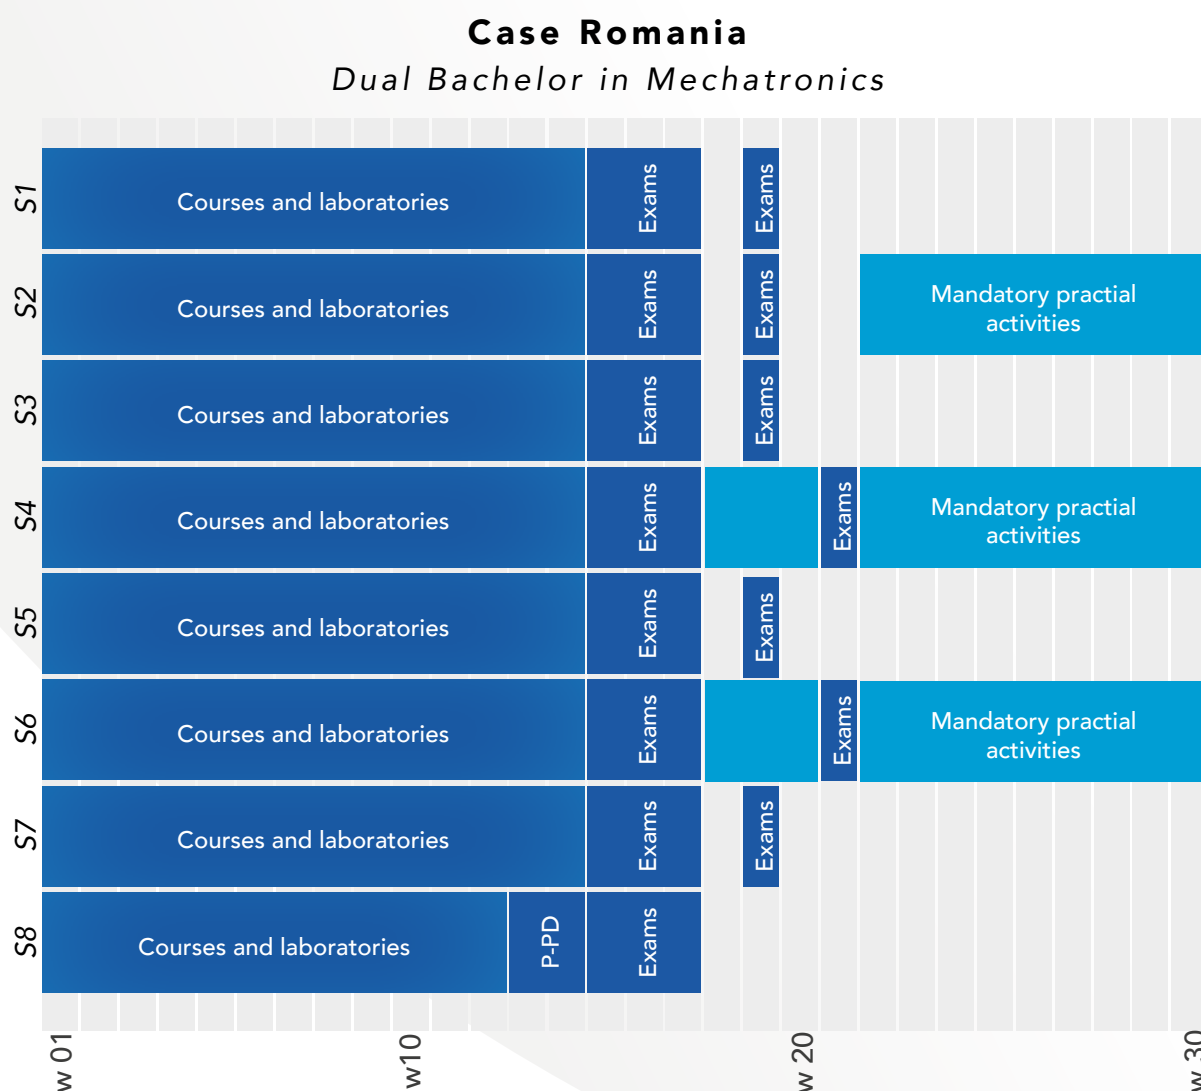 Case Romania
Dual Bachelor in Mechatronics
S1
Courses and laboratories
Exams
Exams
S2
Courses and laboratories
Exams
Exams
Mandatory practial
activities
S3
Courses and laboratories
Exams
Exams
S4
Courses and laboratories
Exams
Exams
Mandatory practial
activities
S5
Courses and laboratories
Exams
Exams
S6
Courses and laboratories
Exams
Exams
Mandatory practial
activities
S7
Courses and laboratories
Exams
Exams
S8
Courses and laboratories
P-PD
Exams
w 01
w10
w 20
w 30